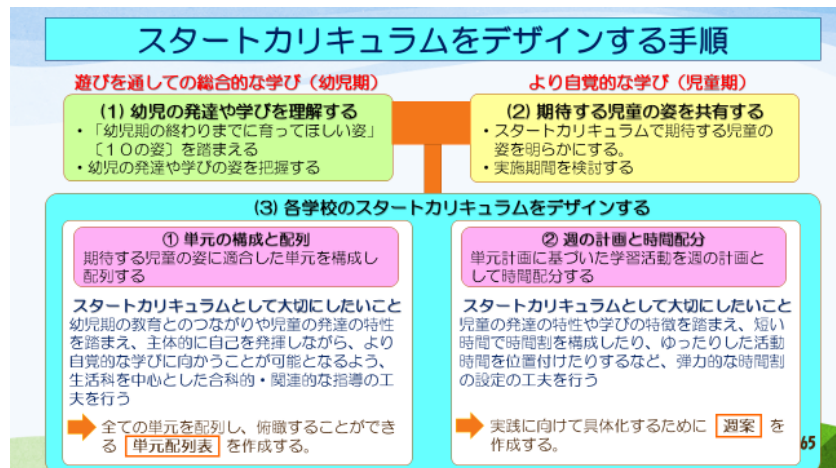 スタートカリキュラムをデザインする手順
遊びを通しての総合的な学び（幼児期）
より自覚的な学び（児童期）
(1) 幼児の発達や学びを理解する
・「幼児期の終わりまでに育ってほしい姿」
〔１０の姿〕を踏まえる
・幼児の発達や学びの姿を把握する
(2) 期待する児童の姿を共有する
・スタートカリキュラムで期待する児童の
姿を明らかにする。
・実施期間を検討する
(3) 各学校のスタートカリキュラムをデザインする
① 単元の構成と配列
期待する児童の姿に適合した単元を構成し
配列する
スタートカリキュラムとして大切にしたいこと
幼児期の教育とのつながりや児童の発達の特性
を踏まえ、主体的に自己を発揮しながら、より
自覚的な学びに向かうことが可能となるよう、
生活科を中心とした合科的・関連的な指導の工
夫を行う
全ての単元を配列し、俯瞰することができ
る 単元配列表 を作成する。
② 週の計画と時間配分
単元計画に基づいた学習活動を週の計画と
して時間配分する
スタートカリキュラムとして大切にしたいこと
児童の発達の特性や学びの特徴を踏まえ、短い
時間で時間割を構成したり、ゆったりした活動
時間を位置付けたりするなど、弾力的な時間割
の設定の工夫を行う
実践に向けて具体化するために 週案 を
作成する。
65